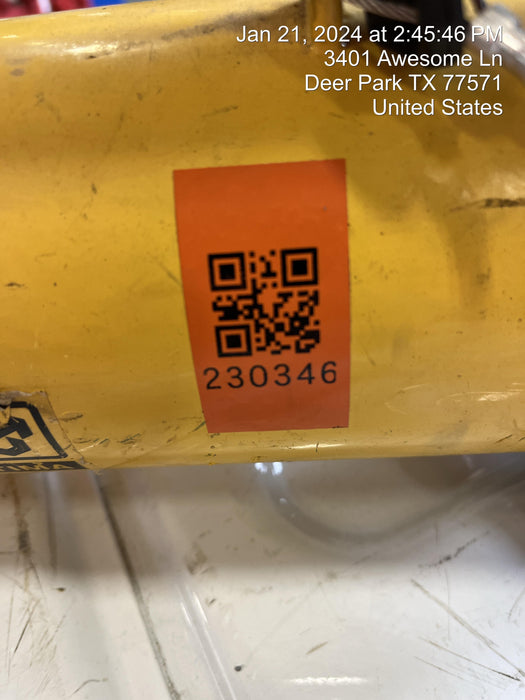 Jan 21, 2024 at 2:45:46 PM
3401 Awesome Ln
Deer Park TX 77571
United States
230346